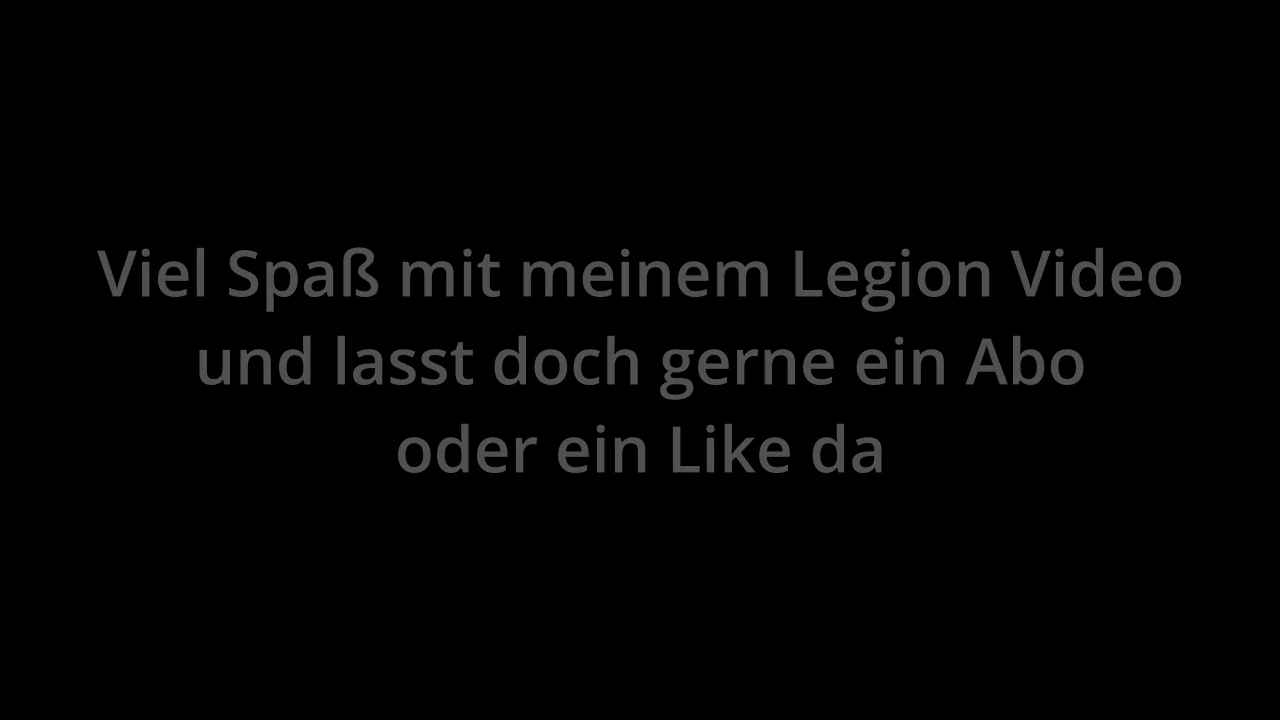 Viel Spaß mit meinem Legion Video
und lasst doch gerne ein Abo
oder ein Like da